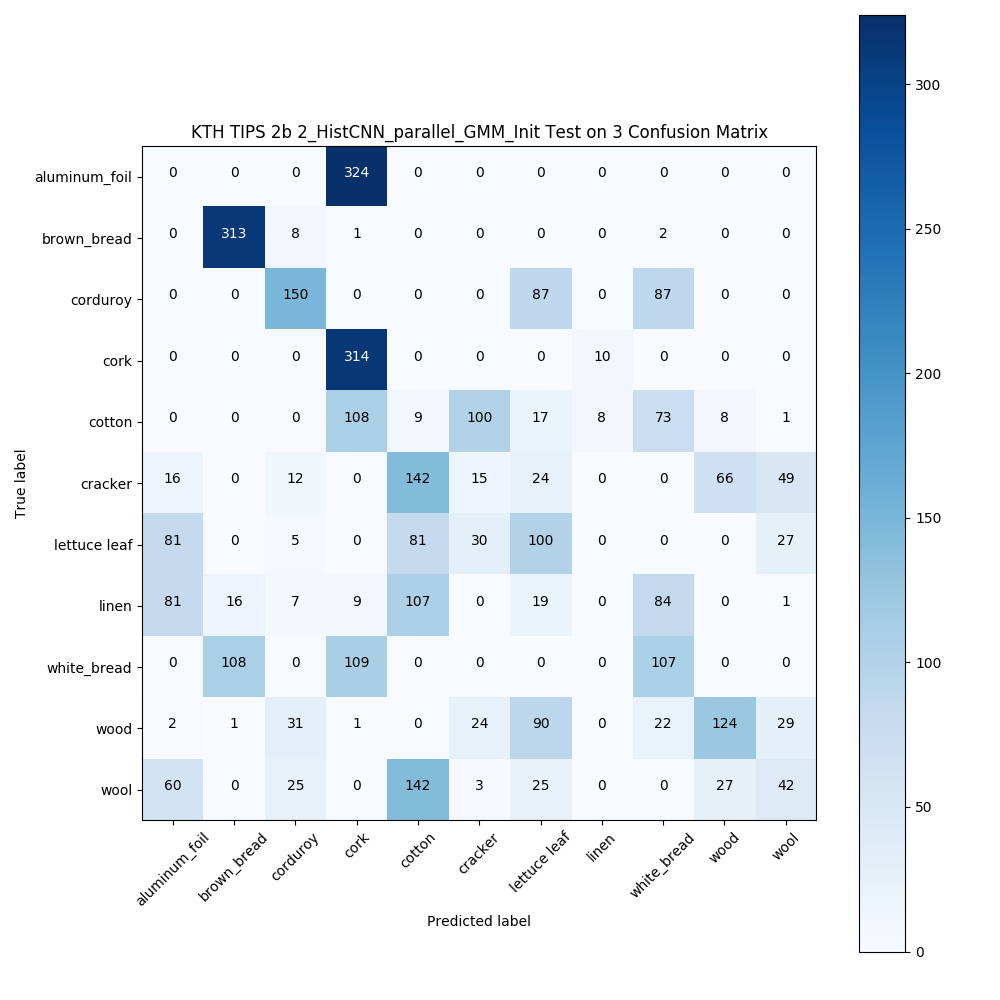 KTH TIPS 2b 2_HistCNN_parallel_GMM_Init Test on 3 Confusion Matrix
True label
aluminum_foil 0 0 0 324 0 0 0 0 0 0 0
brown_bread 0 313 8 1 0 0 0 0 2 0 0
corduroy 0 0 150 0 0 0 87 0 87 0 0
cork 0 0 0 314 0 0 0 10 0 0 0
cotton 0 0 0 108 9 100 17 8 73 8 1
cracker 16 0 12 0 142 15 24 0 0 66 49
lettuce leaf 81 0 5 0 81 30 100 0 0 0 27
linen 81 16 7 9 107 0 19 0 84 0 1
white_bread 0 108 0 109 0 0 0 0 107 0 0
wood 2 1 31 1 0 24 90 0 22 124 29
wool 60 0 25 0 142 3 25 0 0 27 42
aluminum_foil brown_bread corduroy cork cotton cracker lettuce leaf linen white_bread wood wool
Predicted label
300
250
200
150
100
50
0